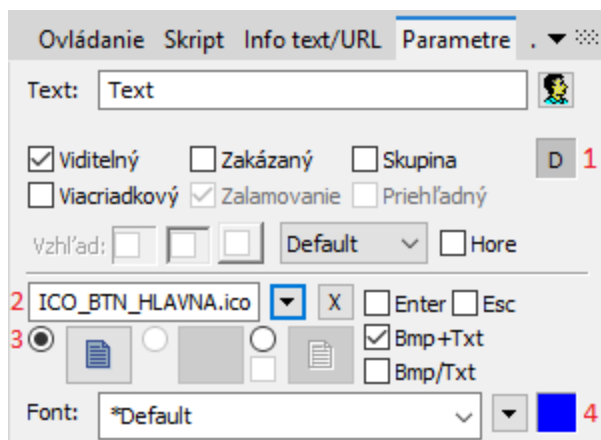 Ovládanie Skript Info text/URL Parametre .
Text: Text
Viditelný Zakázaný Skupina D 1
Viacriadkový Zalamovanie Priehľadný
Vzhľad: Default Hore
2 ICO_BTN_HLAVNA.ico X Enter Esc
3 Bmp+Txt
Bmp/Txt
Font: *Default 4